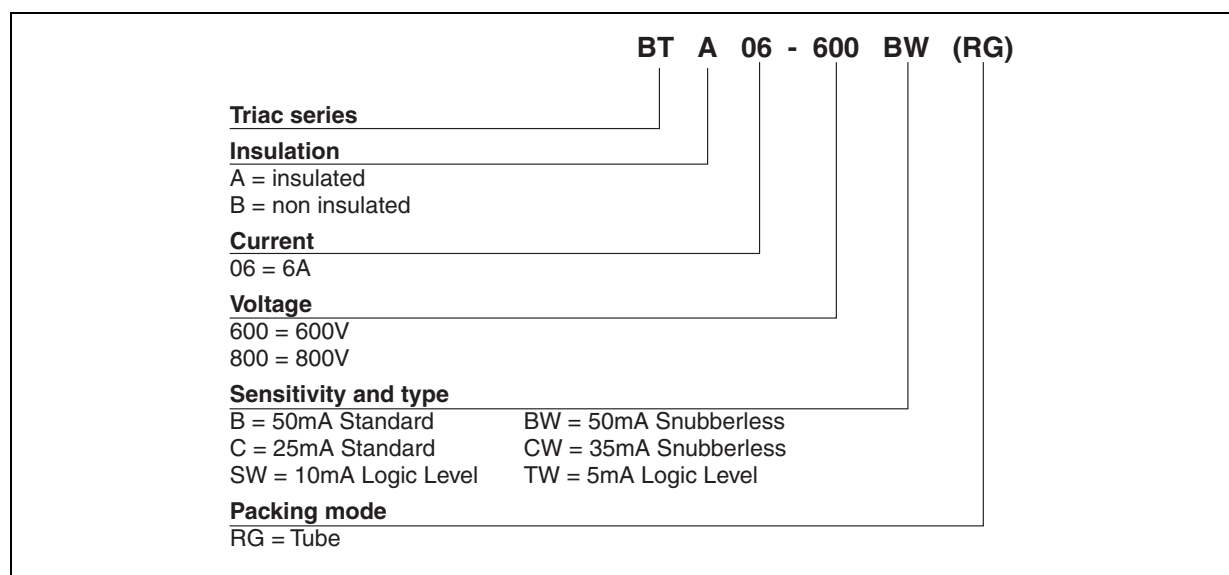 BT A 06 - 600 BW (RG)
Triac series
Insulation
A = insulated
B = non insulated
Current
06 = 6A
Voltage
600 = 600V
800 = 800V
Sensitivity and type
B = 50mA Standard BW = 50mA Snubberless
C = 25mA Standard CW = 35mA Snubberless
SW = 10mA Logic Level TW = 5mA Logic Level
Packing mode
RG = Tube